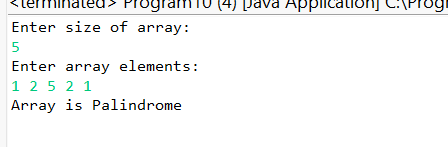 <terminated> Program10 (4) [Java Application] C:\Prog
Enter size of array:
5
Enter array elements:
1 2 5 2 1
Array is Palindrome